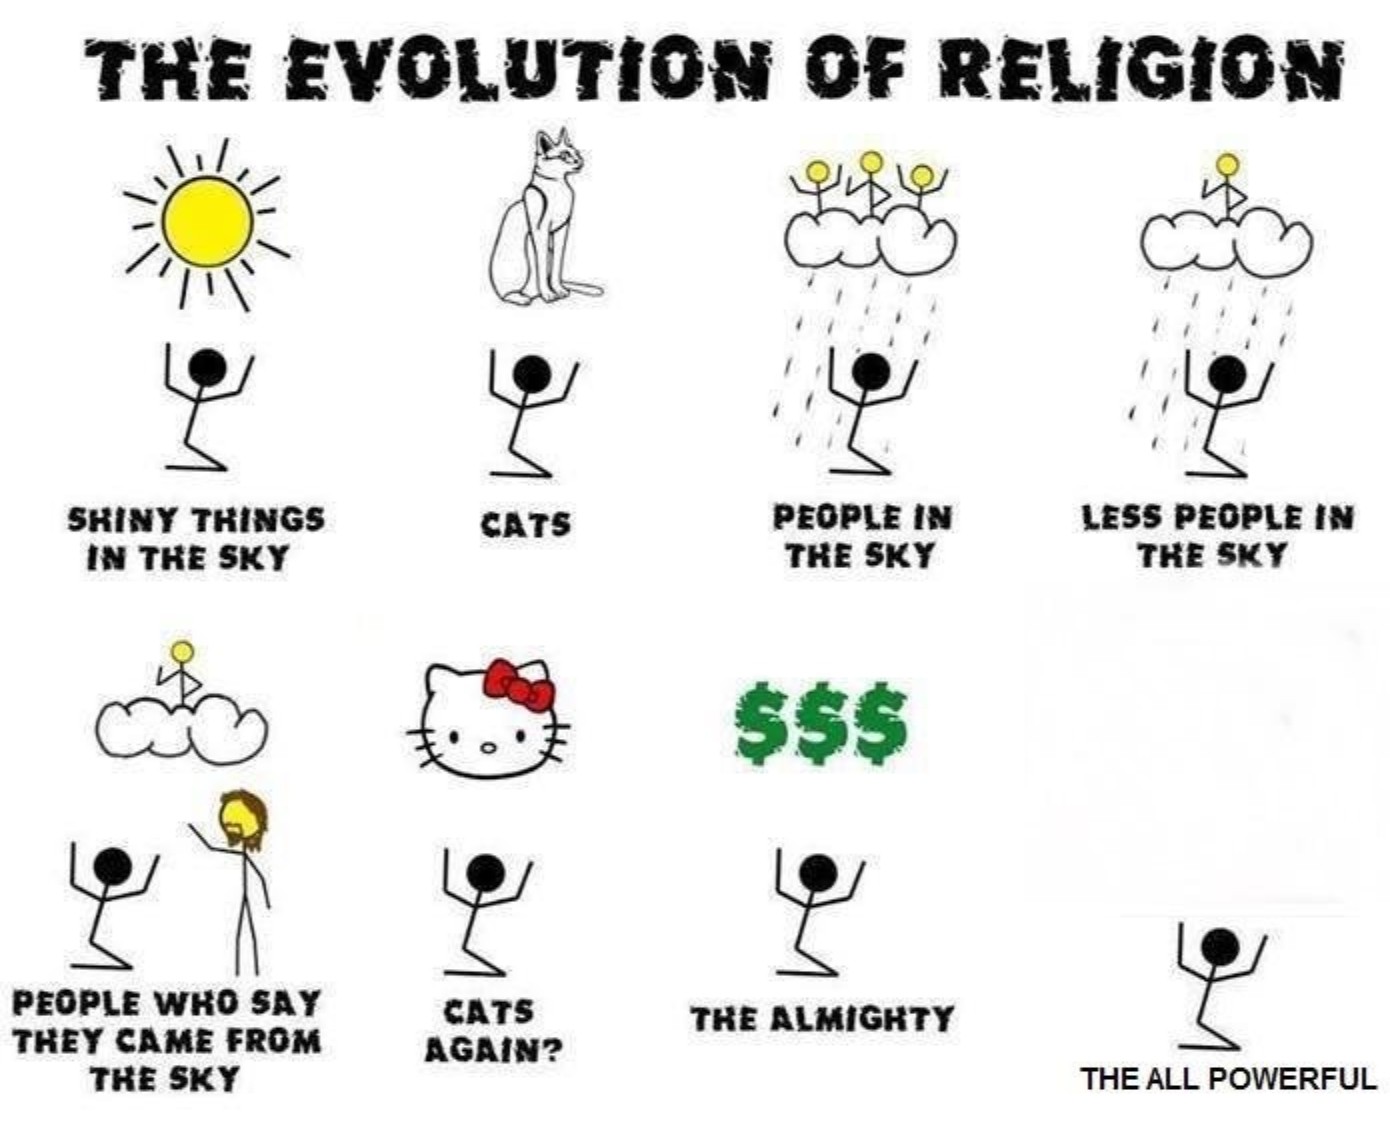 THE EVOLUTION OF RELIGION
SHINY THINGS
IN THE SKY
CATS
PEOPLE IN
THE SKY
LESS PEOPLE IN
THE SKY
$$$
PEOPLE WHO SAY
THEY CAME FROM
THE SKY
CATS
AGAIN?
THE ALMIGHTY
THE ALL POWERFUL